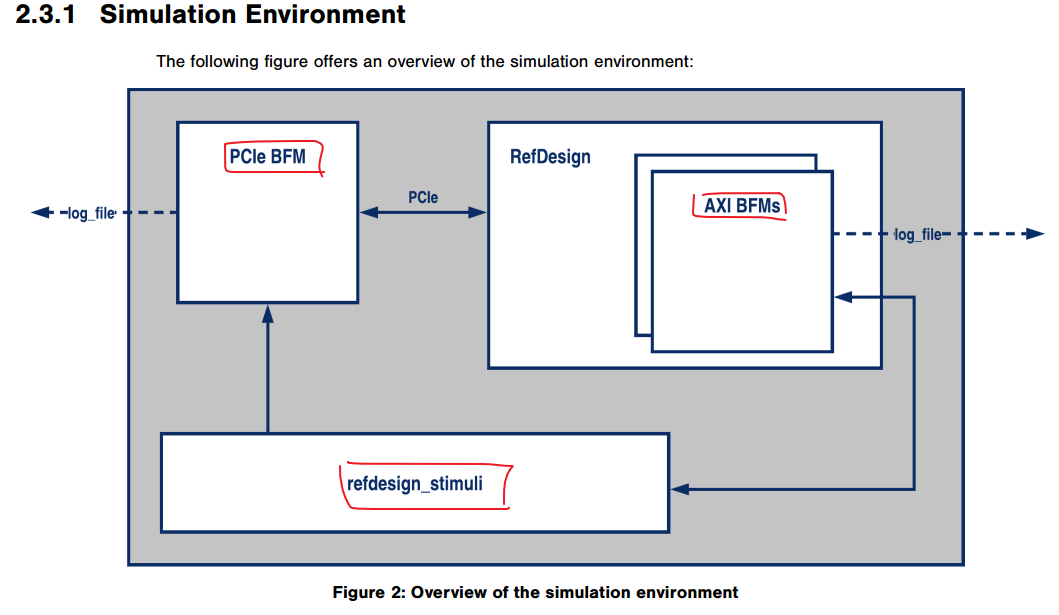 2.3.1 Simulation Environment
The following figure offers an overview of the simulation environment:
PCIe BFM
RefDesign
PCIe
AXI BFMs
log_file
log_file
refdesign_stimuli
Figure 2: Overview of the simulation environment